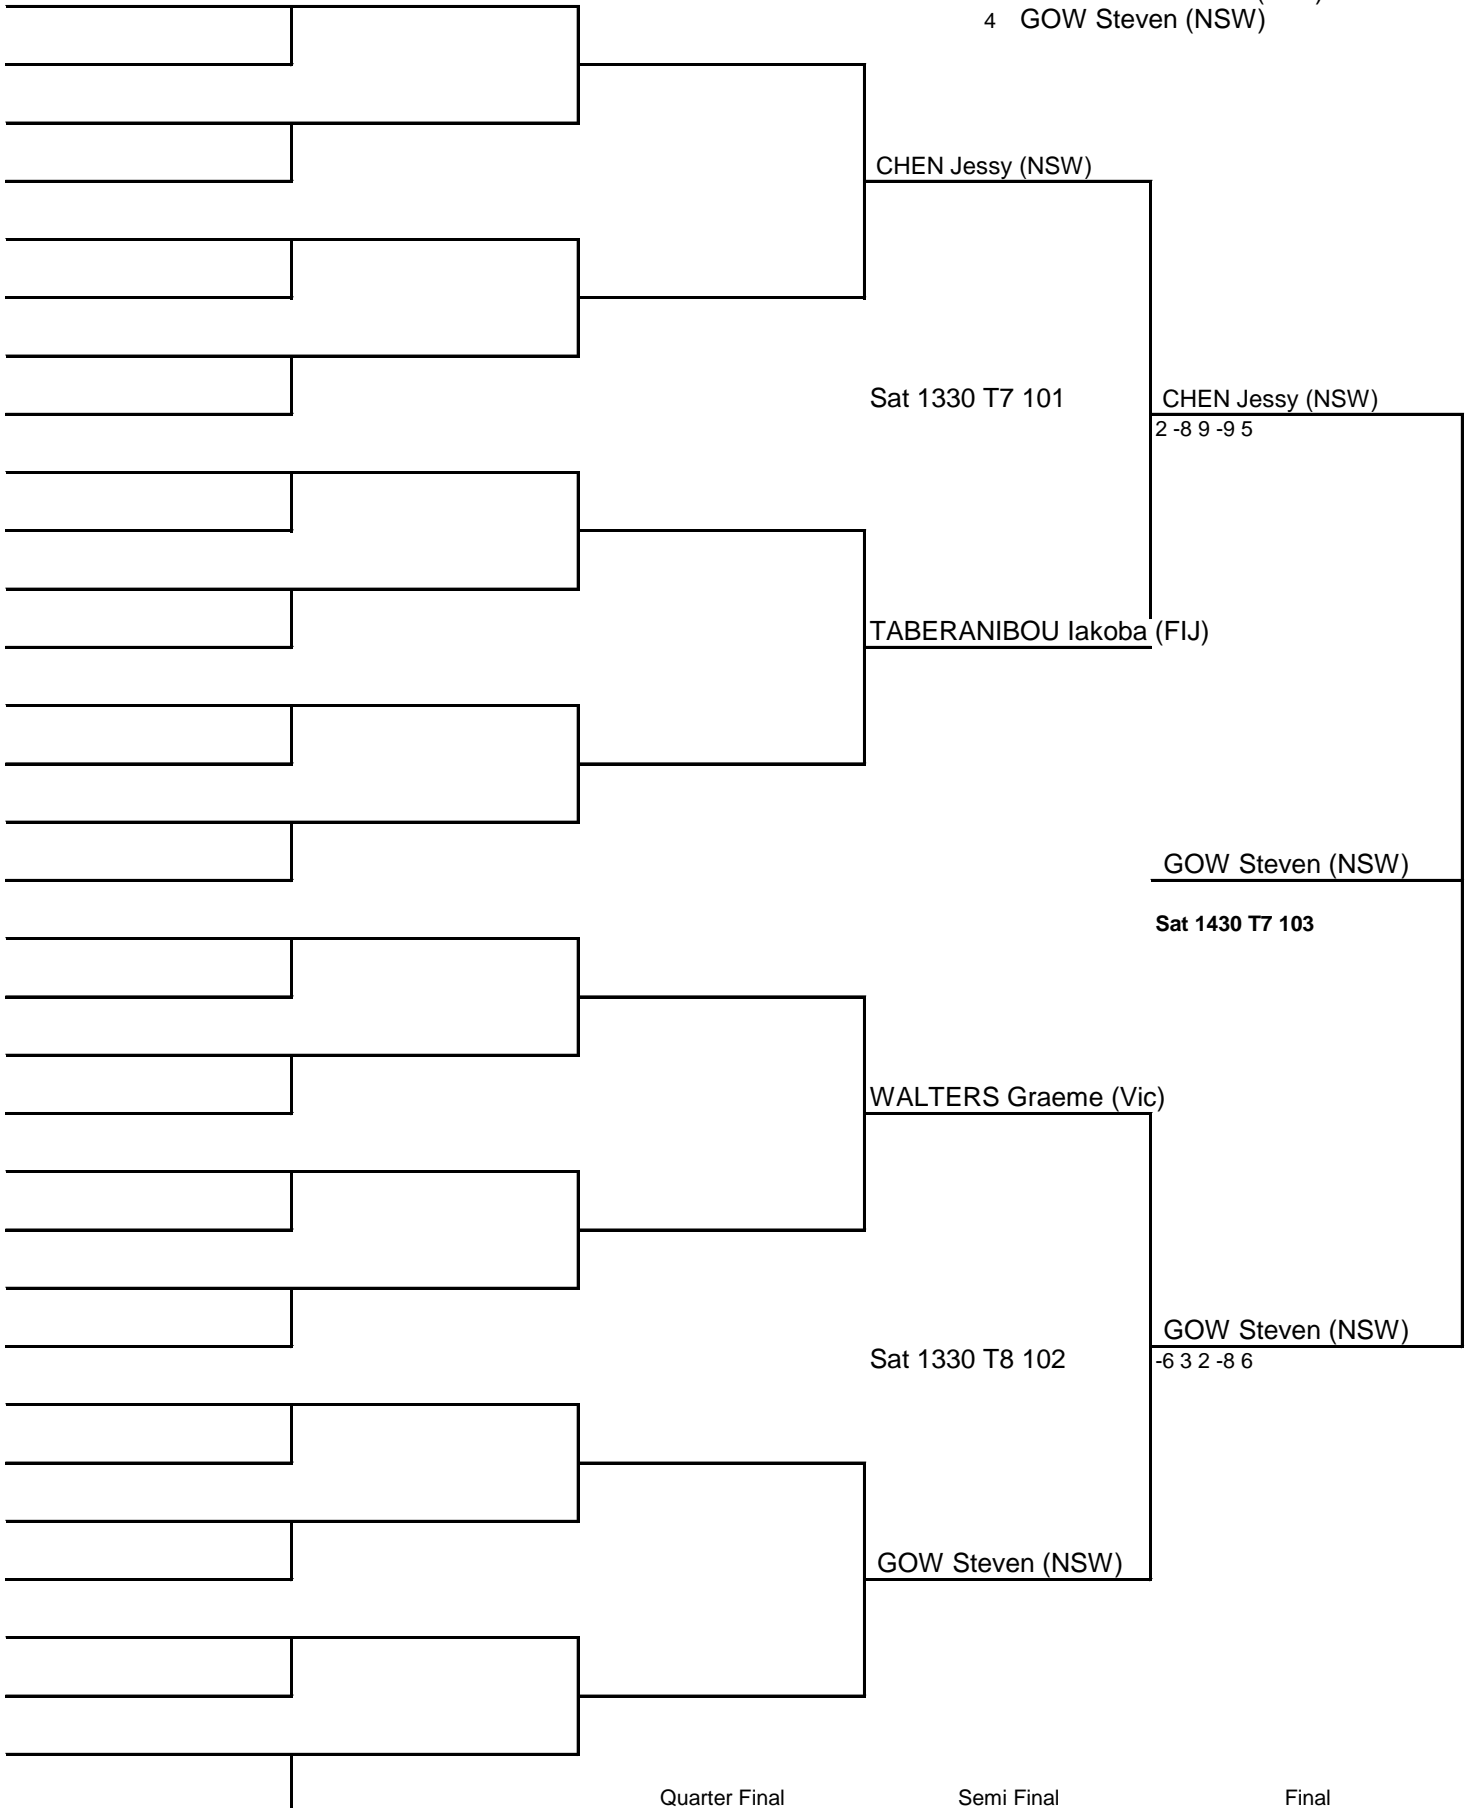 4 GOW Steven (NSW)
CHEN Jessy (NSW)
Sat 1330 T7 101
CHEN Jessy (NSW)
2 -8 9 -9 5
TABERANIBOU Iakoba (FIJ)
GOW Steven (NSW)
Sat 1430 T7 103
WALTERS Graeme (Vic)
GOW Steven (NSW)
Sat 1330 T8 102
-6 3 2 -8 6
GOW Steven (NSW)
Quarter Final
Semi Final
Final